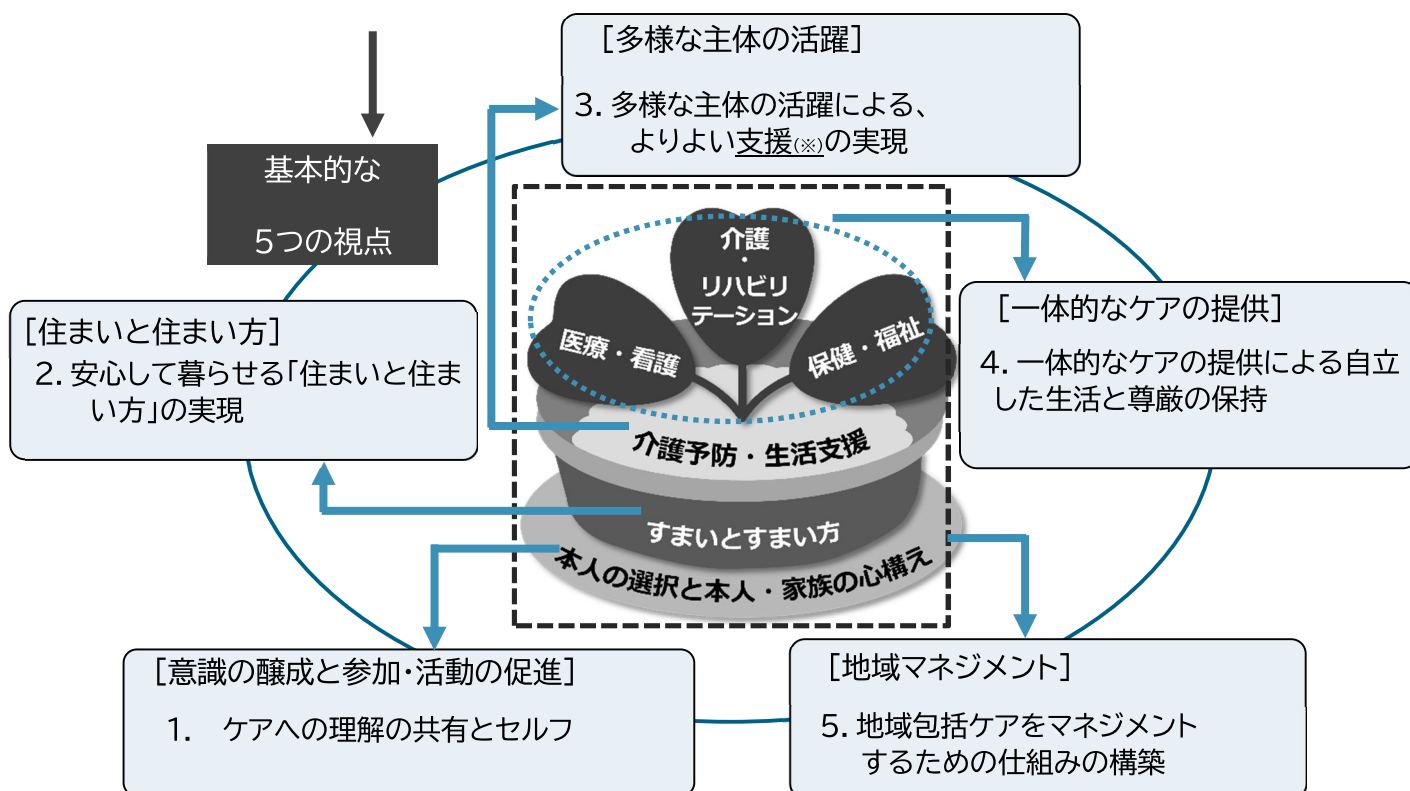 [多様な主体の活躍]
3. 多様な主体の活躍による、
よりよい支援(※)の実現
基本的な
5つの視点
介護
・
リハビリ
テーション
医療・看護
保健・福祉
介護予防・生活支援
すまいとすまい方
本人の選択と本人・家族の心構え
[住まいと住まい方]
2. 安心して暮らせる「住まいと住ま
い方」の実現
[一体的なケアの提供]
4. 一体的なケアの提供による自立
した生活と尊厳の保持
[意識の醸成と参加・活動の促進]
1. ケアへの理解の共有とセルフ
[地域マネジメント]
5. 地域包括ケアをマネジメント
するための仕組みの構築